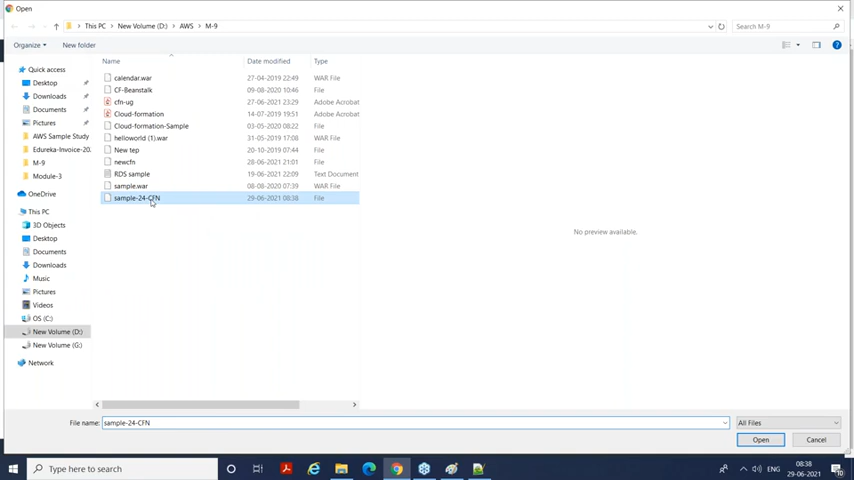 Open
This PC > New Volume (D:) > AWS > M-9
Search M-9
Organize
New folder
Name
Date modified
Type
Quick access
Desktop
Downloads
Documents
Pictures
AWS Sample Study
Edureka-Invoice-20.
M-9
Module-3
OneDrive
This PC
3D Objects
Desktop
Documents
Downloads
Music
Pictures
Videos
OS (C:)
New Volume (D:)
New Volume (G:)
Network
calendar.war 27-04-2019 22:49 WAR File
CF-Beanstalk 09-08-2020 10:46 File
cfn-ug 27-06-2021 23:29 Adobe Acrobat
Cloud-formation 14-07-2019 19:51 Adobe Acrobat
Cloud-formation-Sample 03-05-2020 08:22 File
helloworld (1).war 31-05-2019 17:08 WAR File
New tep 20-10-2019 07:44 File
newcfn 28-06-2021 21:01 File
RDS sample 19-06-2021 22:09 Text Document
sample.war 08-08-2020 07:39 WAR File
sample-24-CFN 29-06-2021 08:38 File
No preview available.
File name: sample-24-CFN
All Files
Open
Cancel
Type here to search
ENG
08:38
29-06-2021
10